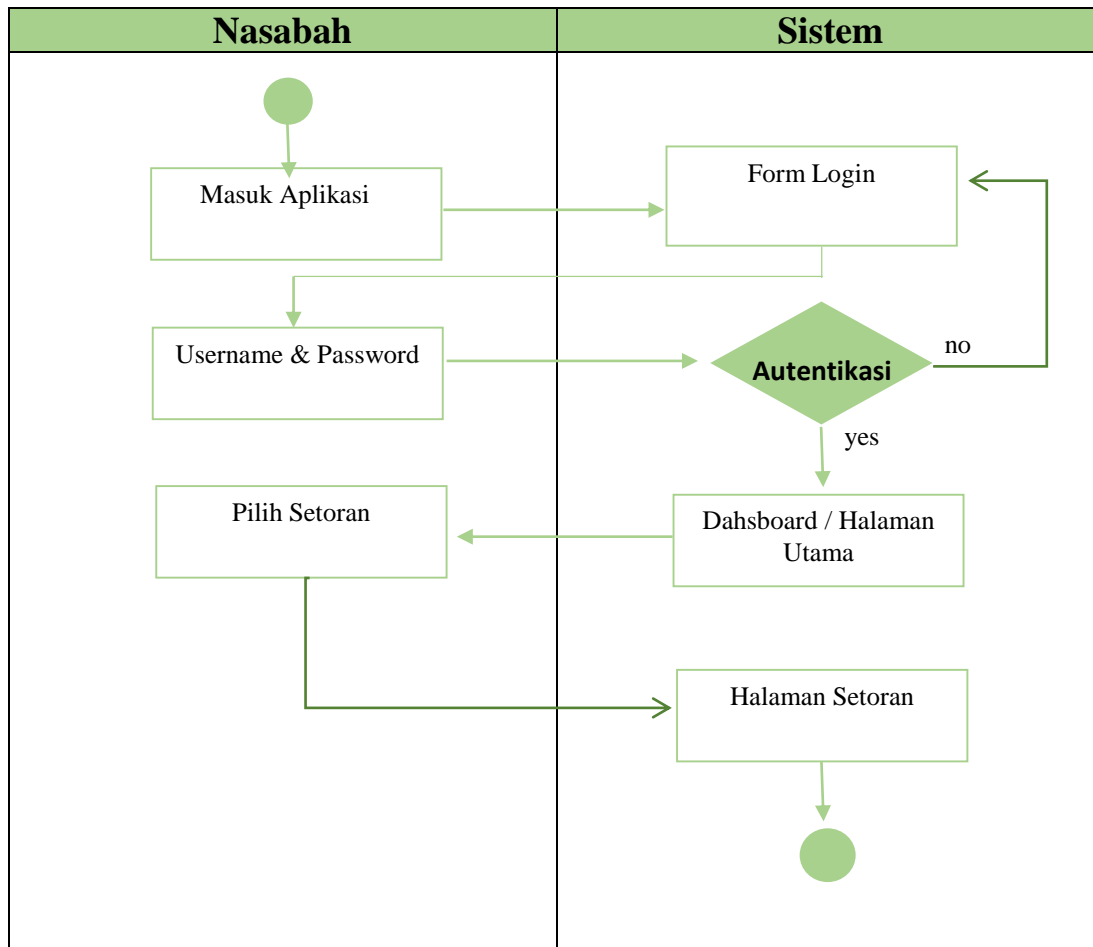 Nasabah
Sistem
Masuk Aplikasi
Form Login
Username & Password
Autentikasi
no
yes
Pilih Setoran
Dahsboard / Halaman
Utama
Halaman Setoran